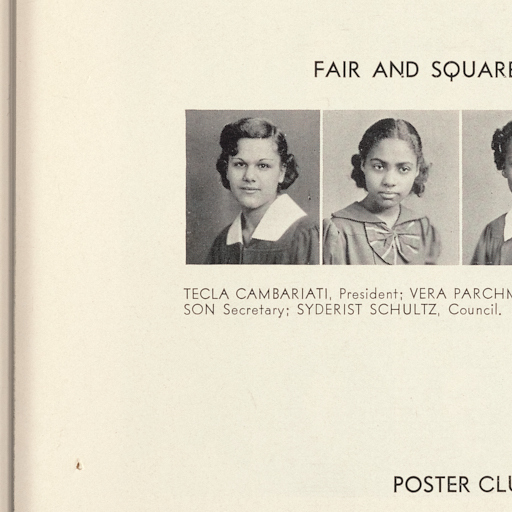 FAIR AND SQUARE
TECLA CAMBARIATI, President; VERA PARCHM
SON Secretary; SYDERIST SCHULTZ, Council.
POSTER CLU